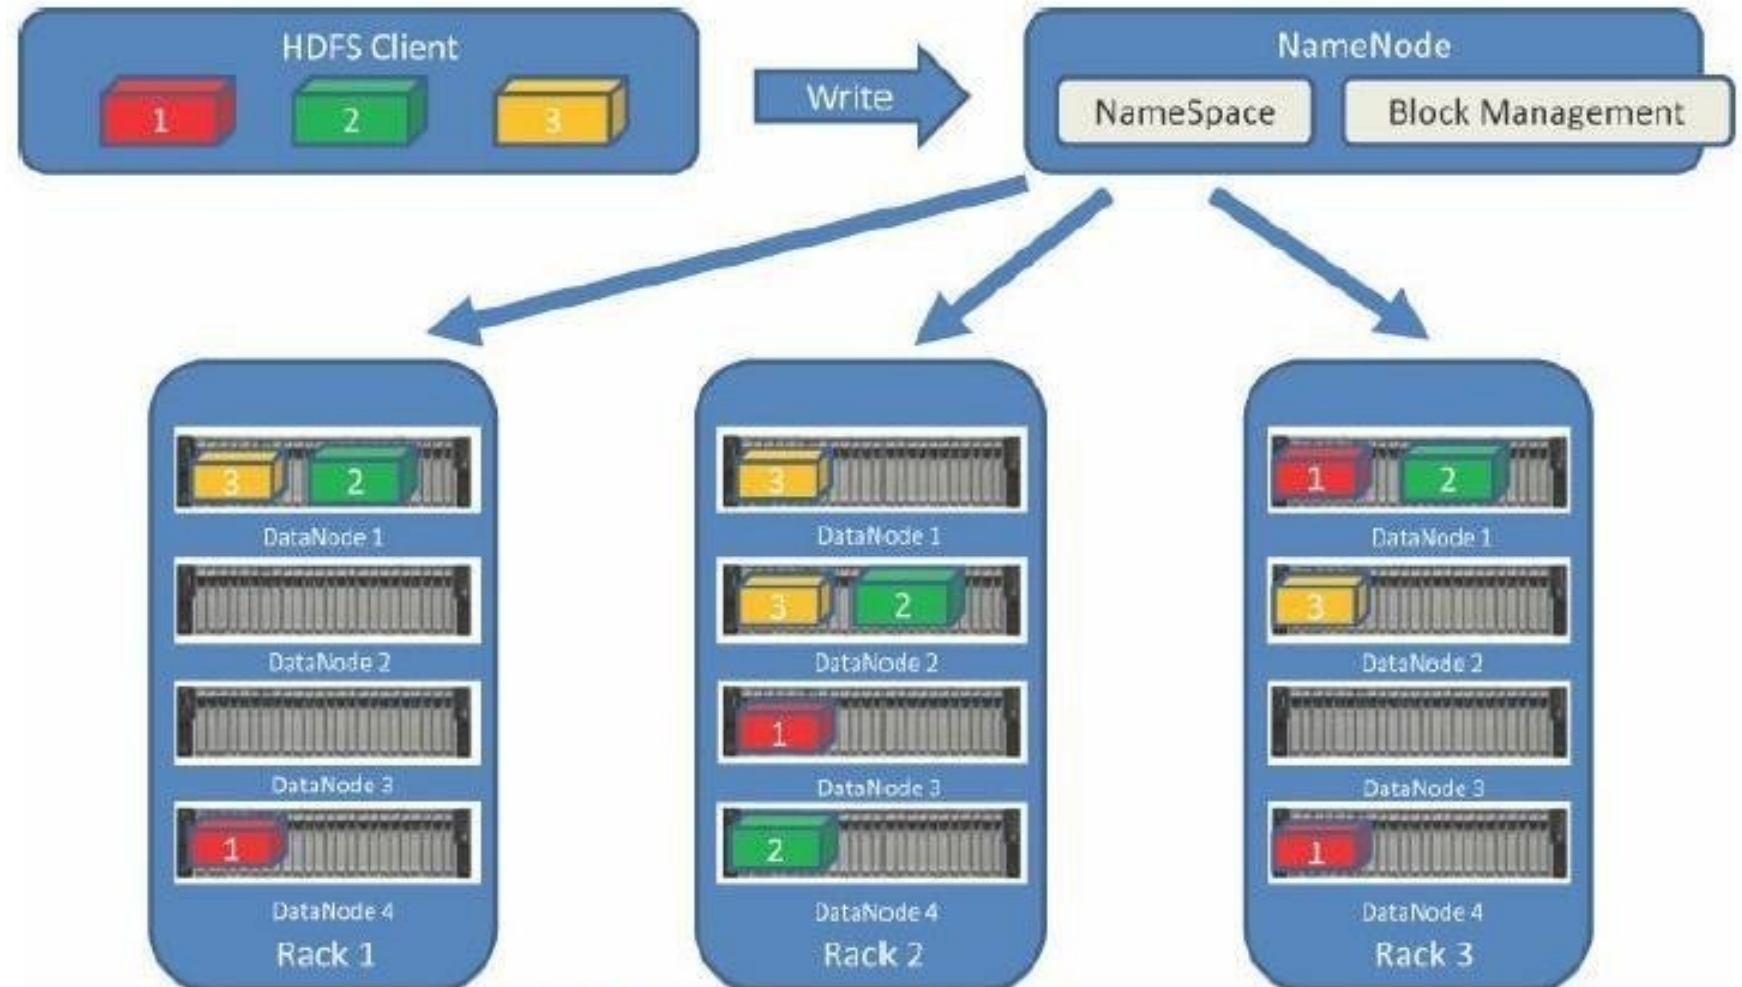 HDFS Client
1 2 3
Write
NameNode
NameSpace
Block Management
3 2
DataNode 1
DataNode 2
DataNode 3
1
DataNode 4
Rack 1
3
DataNode 1
3 2
DataNode 2
1
DataNode 3
2
DataNode 4
Rack 2
1 2
DataNode 1
3
DataNode 2
DataNode 3
1
DataNode 4
Rack 3